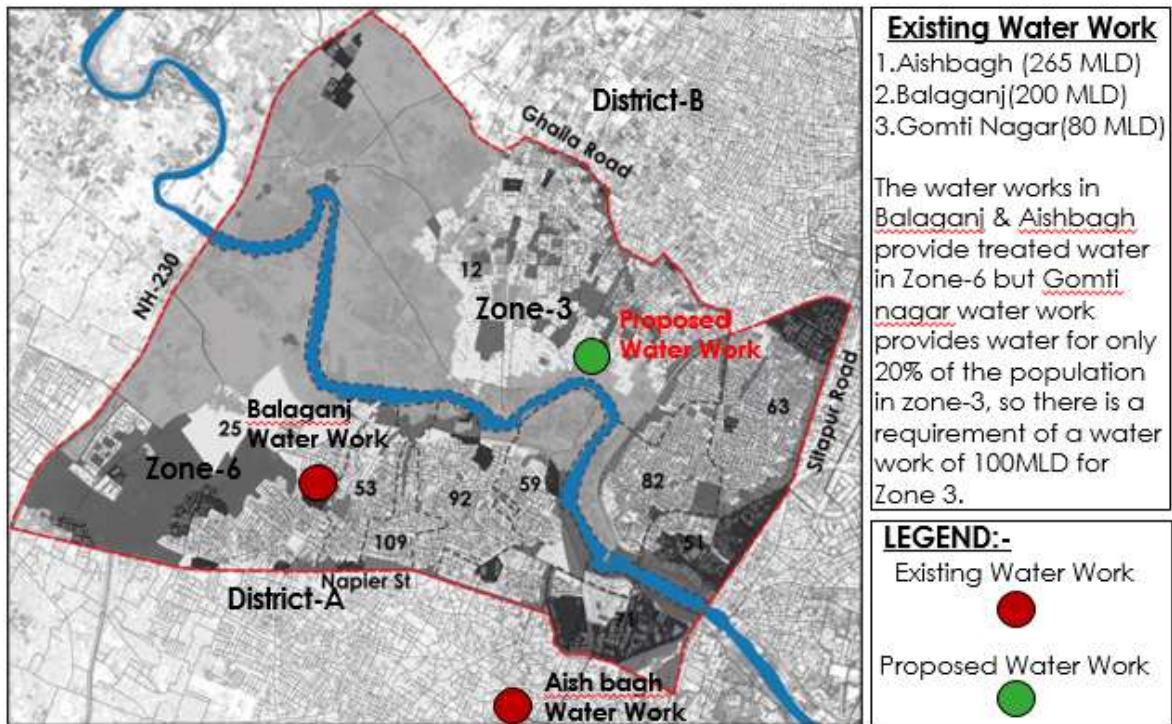 District-B
Ghaila Road
NH-230
12
Zone-3
Proposed
Water Work
Sitapur Road
63
Balaganj
Water Work
25
Zone-6
53
92
59
82
109
51
Napier St
District-A
71
Aish bagh
Water Work
Existing Water Work
1.Aishbagh (265 MLD)
2.Balaganj(200 MLD)
3.Gomti Nagar(80 MLD)
The water works in
Balaganj & Aishbagh
provide treated water
in Zone-6 but Gomti
nagar water work
provides water for only
20% of the population
in zone-3, so there is a
requirement of a water
work of 100MLD for
Zone 3.
LEGEND:-
Existing Water Work
Proposed Water Work